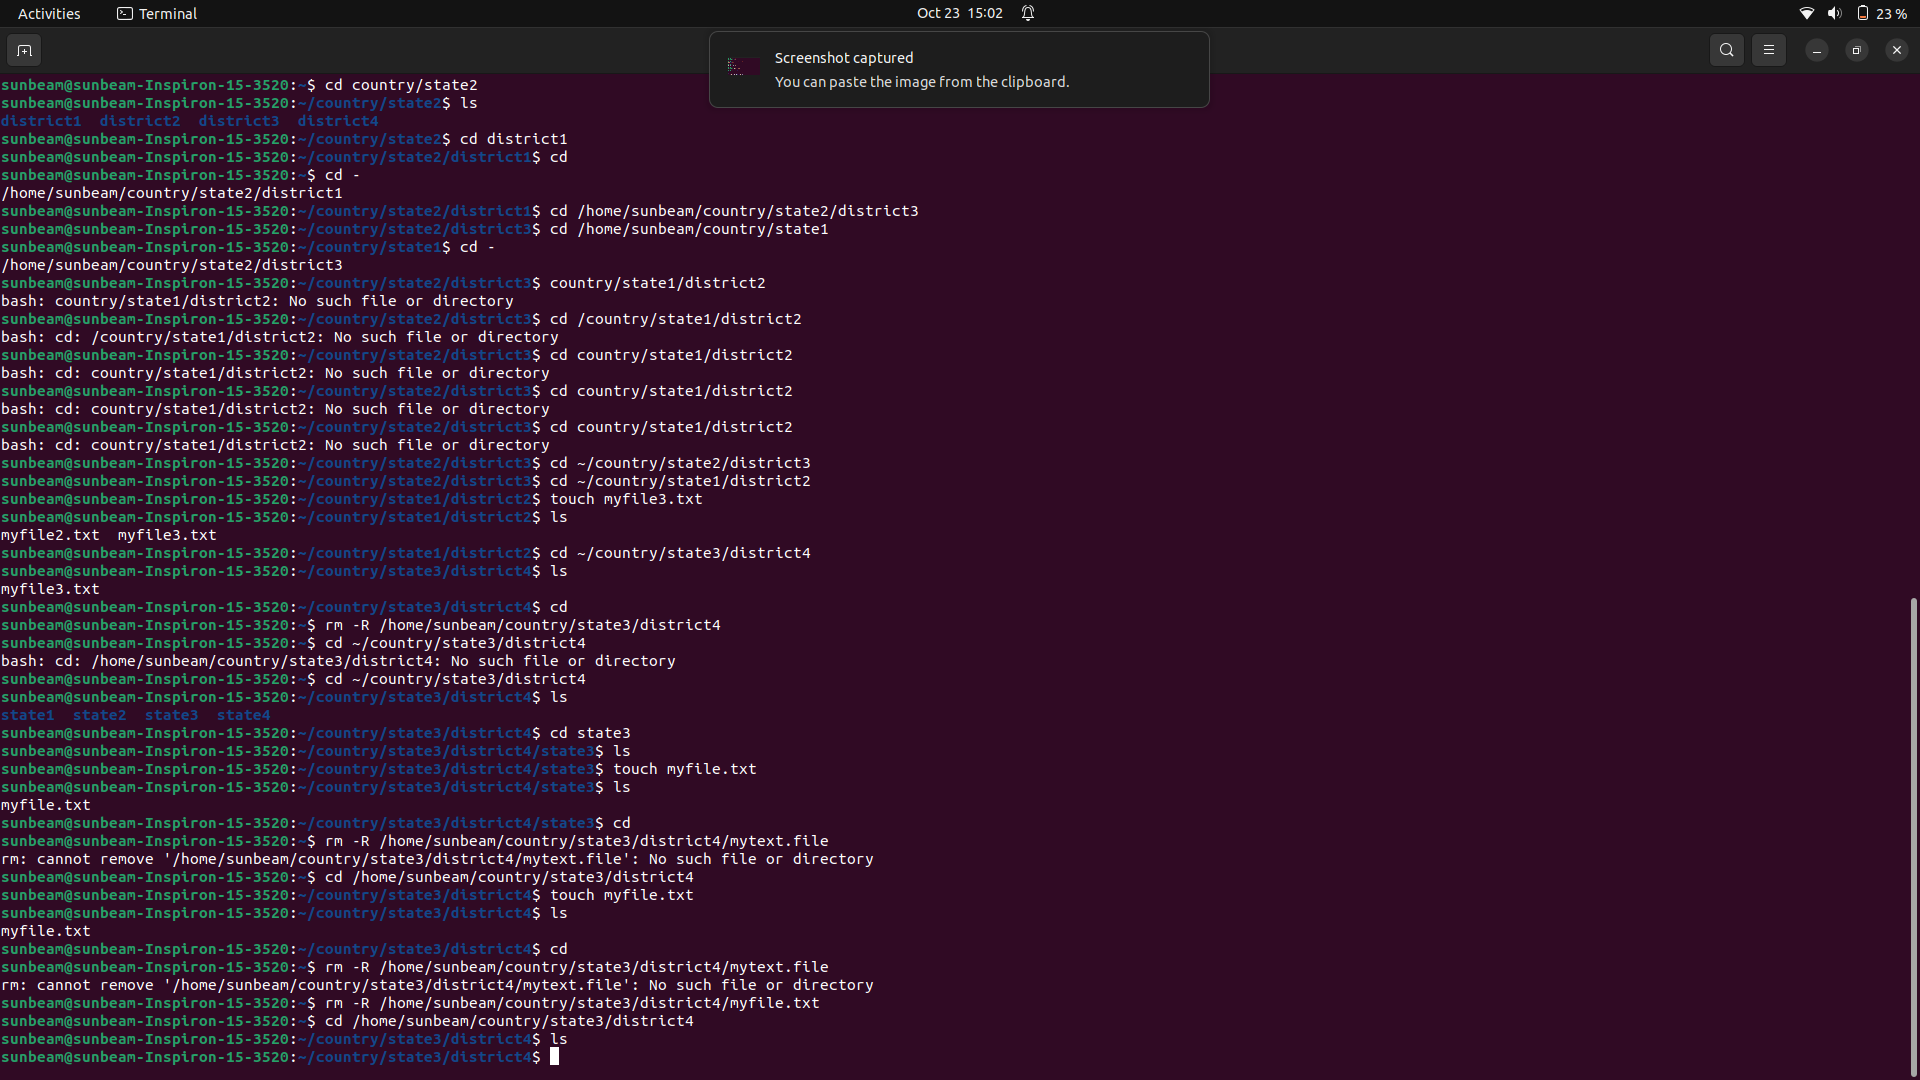 Activities Terminal Oct 23 15:02 23 %
Screenshot captured
You can paste the image from the clipboard.
sunbeam@sunbeam-Inspiron-15-3520:~$ cd country/state2
sunbeam@sunbeam-Inspiron-15-3520:~/country/state2$ ls
district1  district2  district3  district4
sunbeam@sunbeam-Inspiron-15-3520:~/country/state2$ cd district1
sunbeam@sunbeam-Inspiron-15-3520:~/country/state2/district1$ cd
sunbeam@sunbeam-Inspiron-15-3520:~$ cd -
/home/sunbeam/country/state2/district1
sunbeam@sunbeam-Inspiron-15-3520:~/country/state2/district1$ cd /home/sunbeam/country/state2/district3
sunbeam@sunbeam-Inspiron-15-3520:~/country/state2/district3$ cd /home/sunbeam/country/state1
sunbeam@sunbeam-Inspiron-15-3520:~/country/state1$ cd -
/home/sunbeam/country/state2/district3
sunbeam@sunbeam-Inspiron-15-3520:~/country/state2/district3$ country/state1/district2
bash: country/state1/district2: No such file or directory
sunbeam@sunbeam-Inspiron-15-3520:~/country/state2/district3$ cd /country/state1/district2
bash: cd: /country/state1/district2: No such file or directory
sunbeam@sunbeam-Inspiron-15-3520:~/country/state2/district3$ cd country/state1/district2
bash: cd: country/state1/district2: No such file or directory
sunbeam@sunbeam-Inspiron-15-3520:~/country/state2/district3$ cd country/state1/district2
bash: cd: country/state1/district2: No such file or directory
sunbeam@sunbeam-Inspiron-15-3520:~/country/state2/district3$ cd country/state1/district2
bash: cd: country/state1/district2: No such file or directory
sunbeam@sunbeam-Inspiron-15-3520:~/country/state2/district3$ cd ~/country/state2/district3
sunbeam@sunbeam-Inspiron-15-3520:~/country/state2/district3$ cd ~/country/state1/district2
sunbeam@sunbeam-Inspiron-15-3520:~/country/state1/district2$ touch myfile3.txt
sunbeam@sunbeam-Inspiron-15-3520:~/country/state1/district2$ ls
myfile2.txt  myfile3.txt
sunbeam@sunbeam-Inspiron-15-3520:~/country/state1/district2$ cd ~/country/state3/district4
sunbeam@sunbeam-Inspiron-15-3520:~/country/state3/district4$ ls
myfile3.txt
sunbeam@sunbeam-Inspiron-15-3520:~/country/state3/district4$ cd
sunbeam@sunbeam-Inspiron-15-3520:~$ rm -R /home/sunbeam/country/state3/district4
sunbeam@sunbeam-Inspiron-15-3520:~$ cd ~/country/state3/district4
bash: cd: /home/sunbeam/country/state3/district4: No such file or directory
sunbeam@sunbeam-Inspiron-15-3520:~$ cd ~/country/state3/district4
sunbeam@sunbeam-Inspiron-15-3520:~/country/state3/district4$ ls
state1  state2  state3  state4
sunbeam@sunbeam-Inspiron-15-3520:~/country/state3/district4$ cd state3
sunbeam@sunbeam-Inspiron-15-3520:~/country/state3/district4/state3$ ls
sunbeam@sunbeam-Inspiron-15-3520:~/country/state3/district4/state3$ touch myfile.txt
sunbeam@sunbeam-Inspiron-15-3520:~/country/state3/district4/state3$ ls
myfile.txt
sunbeam@sunbeam-Inspiron-15-3520:~/country/state3/district4/state3$ cd
sunbeam@sunbeam-Inspiron-15-3520:~$ rm -R /home/sunbeam/country/state3/district4/mytext.file
rm: cannot remove '/home/sunbeam/country/state3/district4/mytext.file': No such file or directory
sunbeam@sunbeam-Inspiron-15-3520:~$ cd /home/sunbeam/country/state3/district4
sunbeam@sunbeam-Inspiron-15-3520:~/country/state3/district4$ touch myfile.txt
sunbeam@sunbeam-Inspiron-15-3520:~/country/state3/district4$ ls
myfile.txt
sunbeam@sunbeam-Inspiron-15-3520:~/country/state3/district4$ cd
sunbeam@sunbeam-Inspiron-15-3520:~$ rm -R /home/sunbeam/country/state3/district4/mytext.file
rm: cannot remove '/home/sunbeam/country/state3/district4/mytext.file': No such file or directory
sunbeam@sunbeam-Inspiron-15-3520:~$ rm -R /home/sunbeam/country/state3/district4/myfile.txt
sunbeam@sunbeam-Inspiron-15-3520:~$ cd /home/sunbeam/country/state3/district4
sunbeam@sunbeam-Inspiron-15-3520:~/country/state3/district4$ ls
sunbeam@sunbeam-Inspiron-15-3520:~/country/state3/district4$